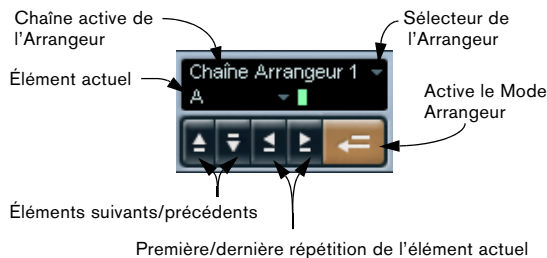 Chaîne active de
l'Arrangeur
Sélecteur de
l'Arrangeur
Élément actuel
Chaîne Arrangeur 1
A
Active le Mode
Arrangeur
Éléments suivants/précédents
Première/dernière répétition de l'élément actuel